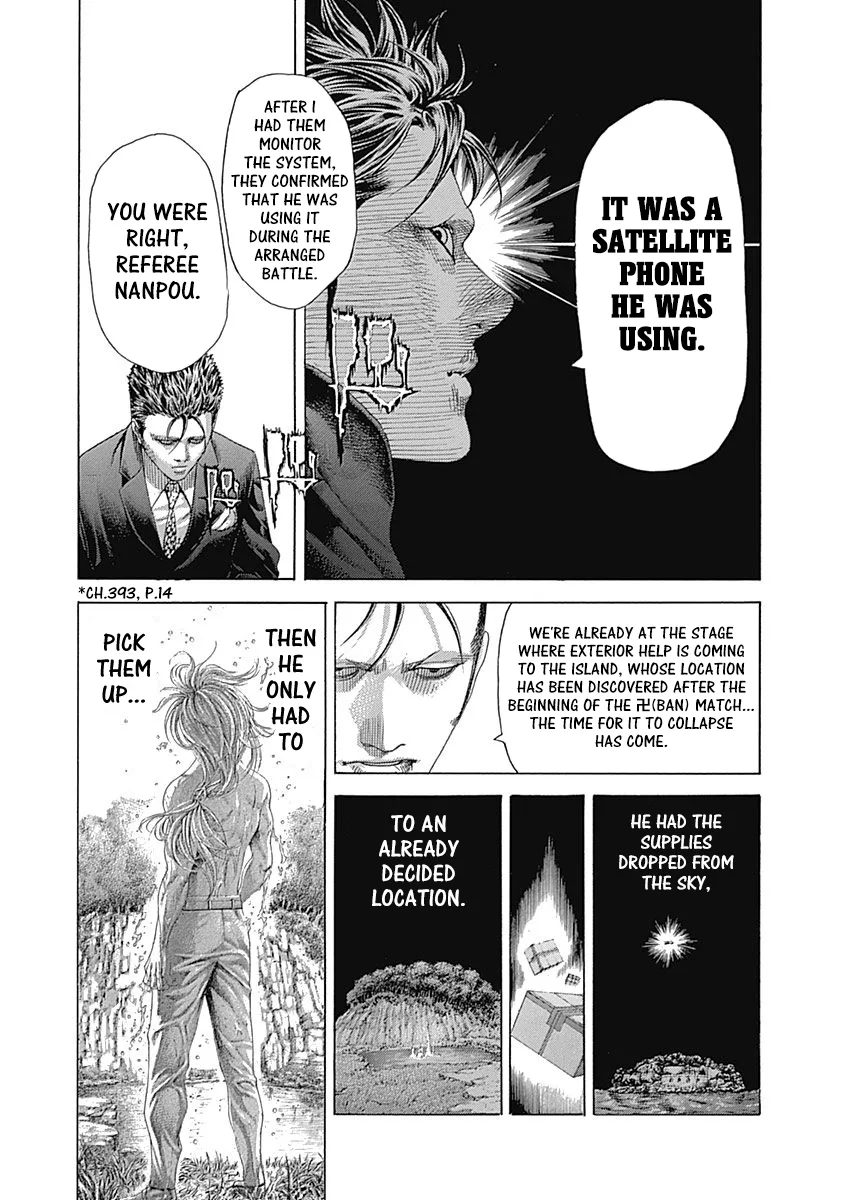 IT WAS A
SATELLITE
PHONE
HE WAS
USING.
AFTER I
HAD THEM
MONITOR
THE SYSTEM,
THEY CONFIRMED
THAT HE WAS
USING IT
DURING THE
ARRANGED
BATTLE.
YOU WERE
RIGHT,
REFEREE
NANPOU.
*CH.393, P.14
WE'RE ALREADY AT THE STAGE
WHERE EXTERIOR HELP IS COMING
TO THE ISLAND, WHOSE LOCATION
HAS BEEN DISCOVERED AFTER THE
BEGINNING OF THE 卍(BAN) MATCH...
THE TIME FOR IT TO COLLAPSE
HAS COME.
HE HAD THE
SUPPLIES
DROPPED FROM
THE SKY,
TO AN
ALREADY
DECIDED
LOCATION.
THEN
HE
ONLY
HAD
TO
PICK
THEM
UP...